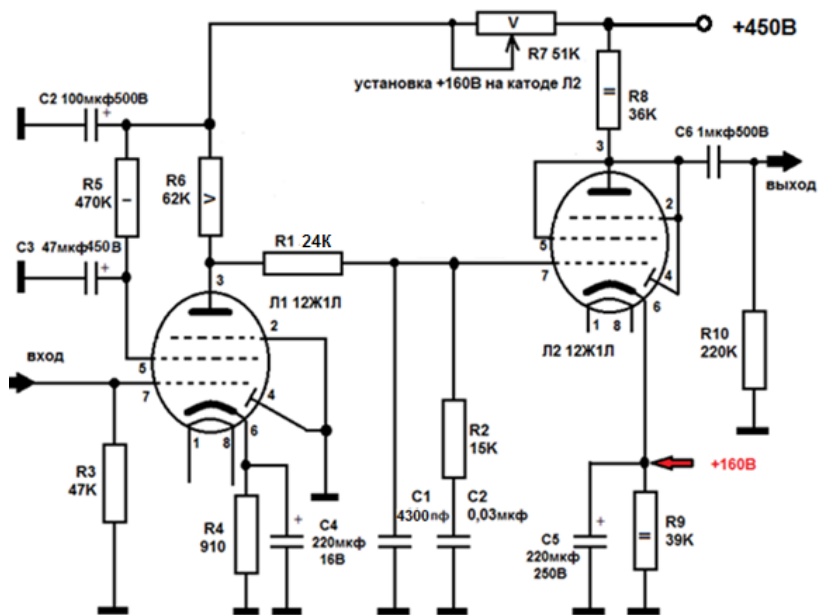 V
+450В
R7 51K
установка +160В на катоде Л2
=
R8
36K
C2 100мкф500В
+
3
C6 1мкф500В
выход
R5
470K
R6
62K
V
2
5
7
4
6
1
8
Л2 12Ж1Л
R1 24К
C3 47мкф450В
+
3
Л1 12Ж1Л
2
вход
5
7
4
6
1
8
R10
220K
R2
15K
+160В
R3
47K
R4
910
+
C4
220мкф
16В
C1
4300пф
C2
0,03мкф
+
C5
220мкф
250В
=
R9
39K